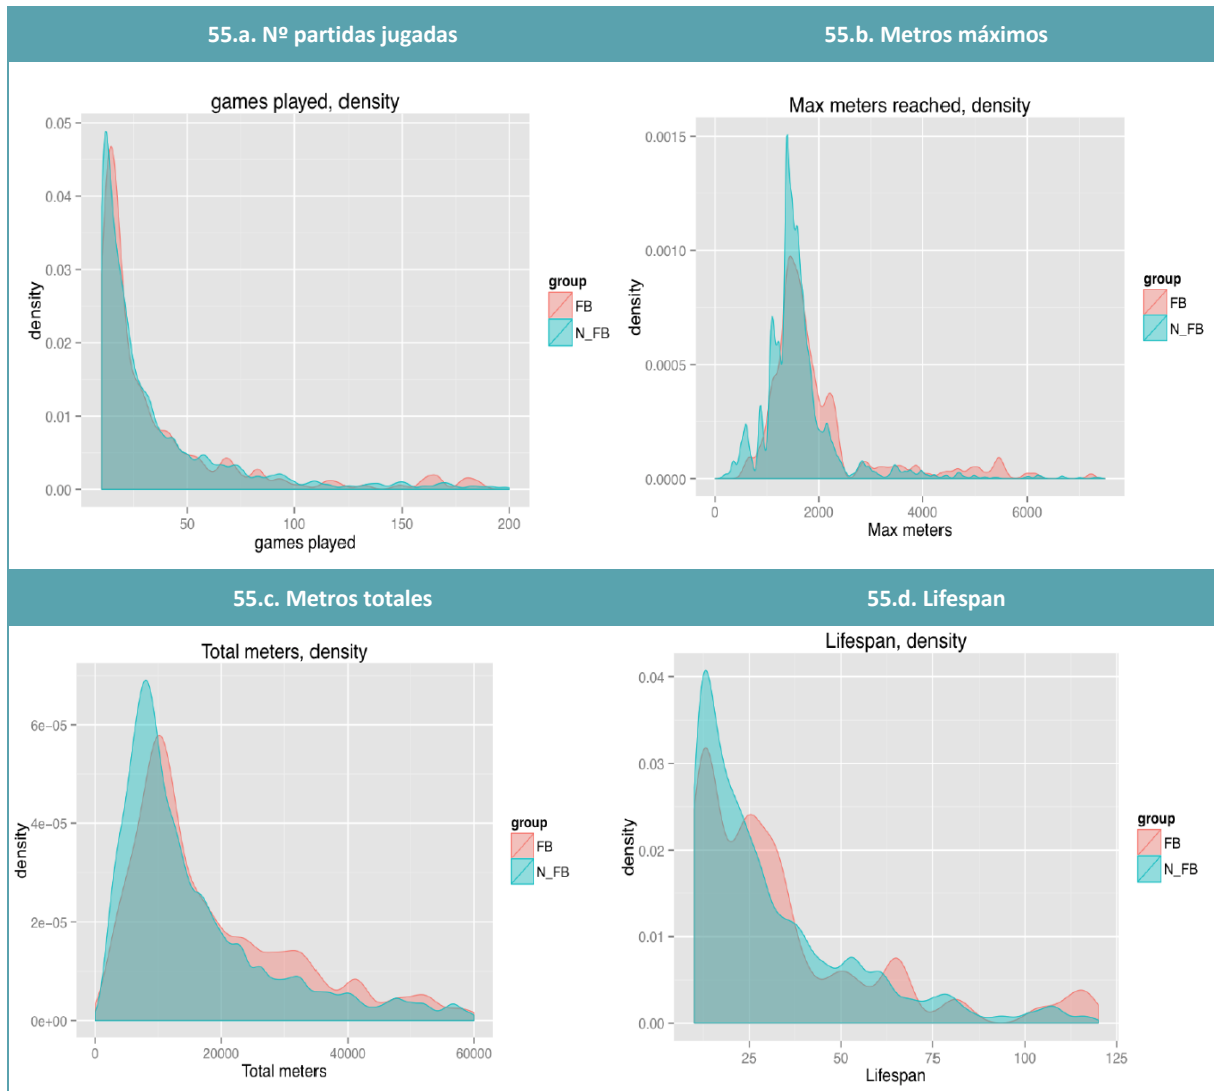 55.a. Nº partidas jugadas
55.b. Metros máximos
games played, density
0.05
0.04
0.03
0.02
0.01
0.00
density
50
100
150
200
games played
group
FB
N_FB
Max meters reached, density
0.0015
0.0010
0.0005
0.0000
density
0
2000
4000
6000
Max meters
group
FB
N_FB
55.c. Metros totales
55.d. Lifespan
Total meters, density
6e−05
4e−05
2e−05
0e+00
density
0
20000
40000
60000
Total meters
group
FB
N_FB
Lifespan, density
0.04
0.03
0.02
0.01
0.00
density
25
50
75
100
125
Lifespan
group
FB
N_FB